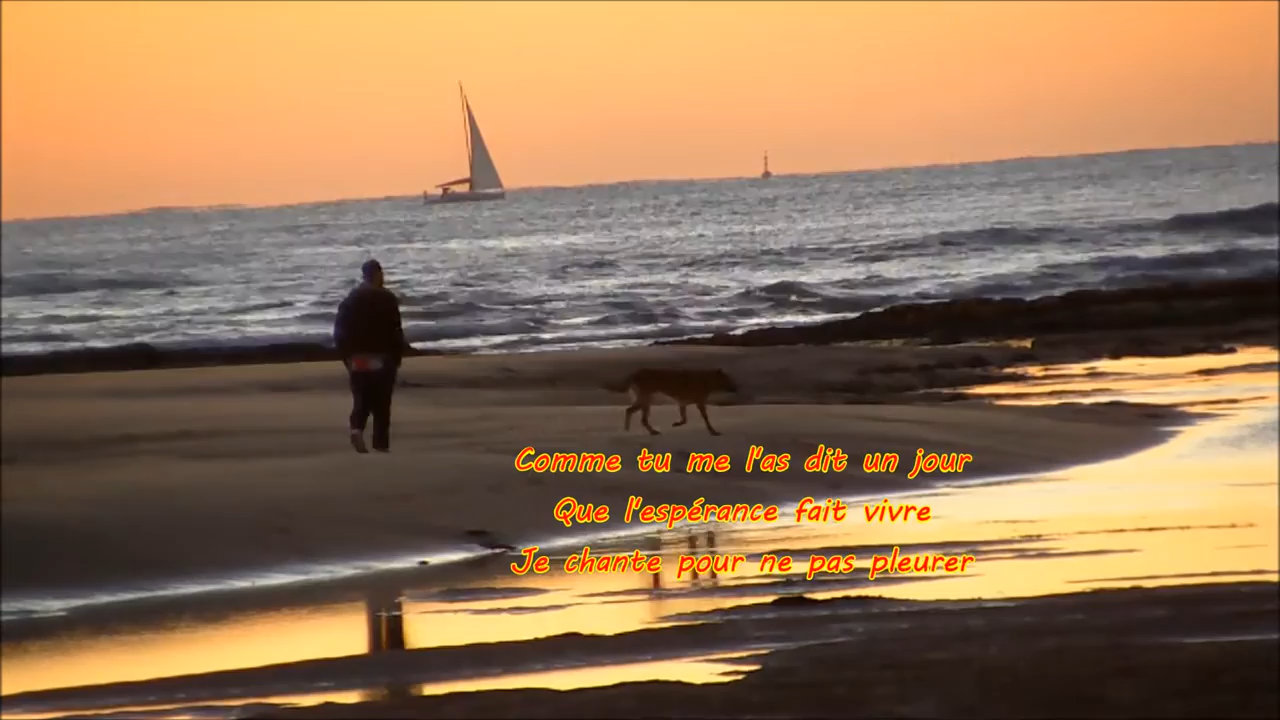 Comme tu me l'as dit un jour
Que l'espérance fait vivre
Je chante pour ne pas pleurer